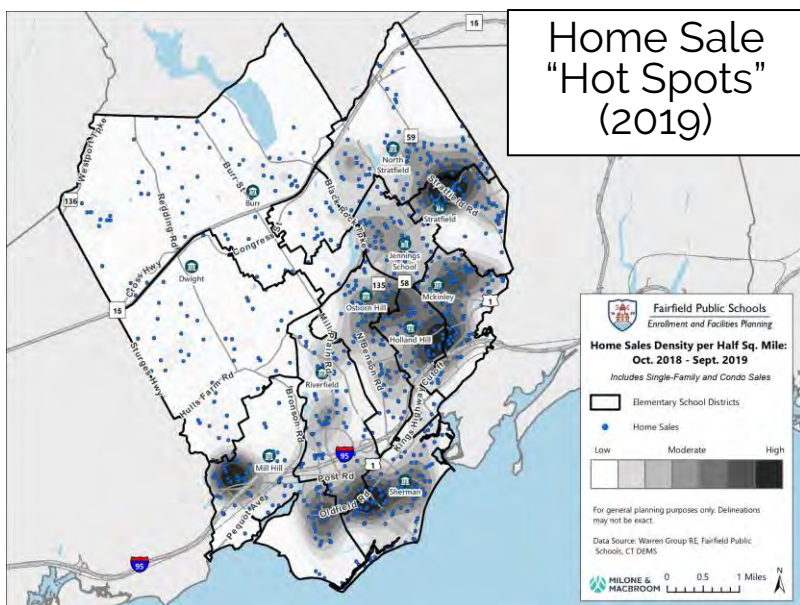 Home Sale
“Hot Spots”
(2019)
15
Westport Tpke
136
Redding Rd
Burr St
Burr
59
North
Stratfield
Stratfield Rd
Stratfield
Black Rock Tpke
Congress
Cross Hwy
Dwight
15
Jennings
School
135
58
Mckinley
1
Osborn Hill
Holland Hill
Mill Plain Rd
N Benson Rd
Sturges Hwy
Hulls Farm Rd
Riverfield
Bronson Rd
Kings Highway Cutoff
95
1
Mill Hill
Post Rd
Sherman
Oldfield Rd
Pequot Ave
95
Fairfield Public Schools
Enrollment and Facilities Planning
Home Sales Density per Half Sq. Mile:
Oct. 2018 - Sept. 2019
Includes Single-Family and Condo Sales
Elementary School Districts
Home Sales
Low Moderate High
For general planning purposes only. Delineations
may not be exact.
Data Source: Warren Group RE, Fairfield Public
Schools, CT DEMS
MILONE &
MACBROOM
0 0.5 1 Miles
N